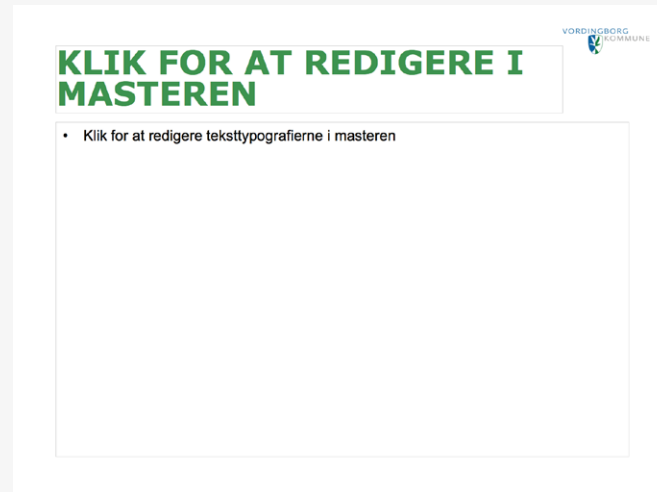 VORDINGBORG
KOMMUNE
KLIK FOR AT REDIGERE I
MASTEREN
• Klik for at redigere teksttypografierne i masteren